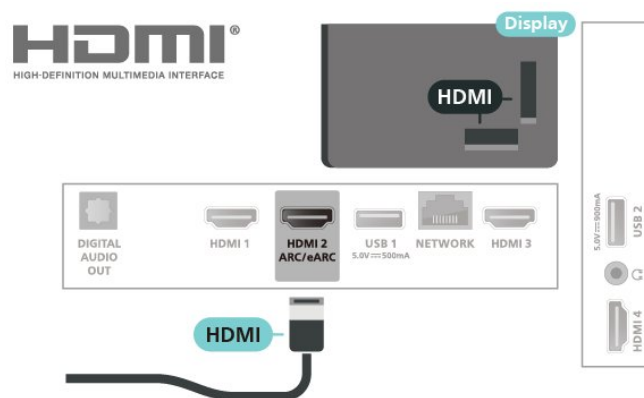 HDMI®
HIGH-DEFINITION MULTIMEDIA INTERFACE
Display
HDMI
DIGITAL
AUDIO
OUT
HDMI 1
HDMI 2
ARC/eARC
USB 1
5.0V⎓500mA
NETWORK
HDMI 3
HDMI
5.0V⎓900mA
USB 2
HDMI 4